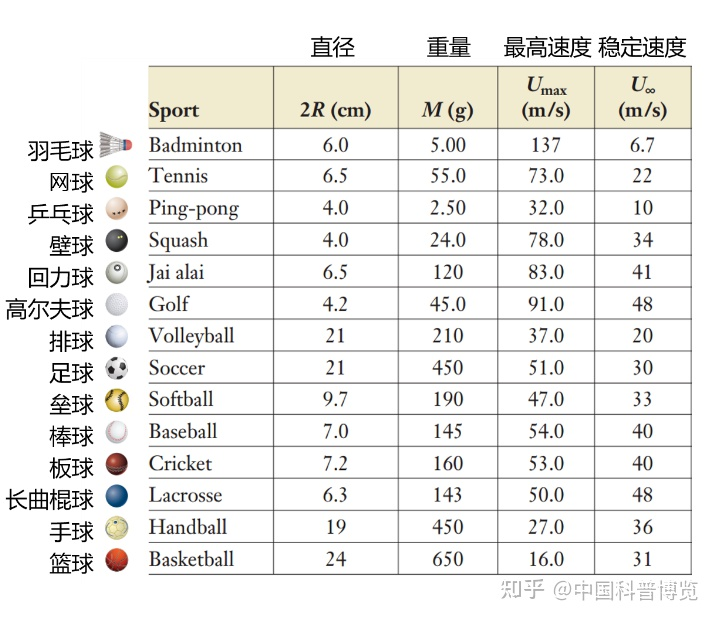 直径 重量 最高速度 稳定速度
Umax U∞
Sport 2R (cm) M (g) (m/s) (m/s)
羽毛球 Badminton 6.0 5.00 137 6.7
网球 Tennis 6.5 55.0 73.0 22
乒乓球 Ping-pong 4.0 2.50 32.0 10
壁球 Squash 4.0 24.0 78.0 34
回力球 Jai alai 6.5 120 83.0 41
高尔夫球 Golf 4.2 45.0 91.0 48
排球 Volleyball 21 210 37.0 20
足球 Soccer 21 450 51.0 30
垒球 Softball 9.7 190 47.0 33
棒球 Baseball 7.0 145 54.0 40
板球 Cricket 7.2 160 53.0 40
长曲棍球 Lacrosse 6.3 143 50.0 48
手球 Handball 19 450 27.0 36
篮球 Basketball 24 650 16.0 31
知乎 @中国科普博览